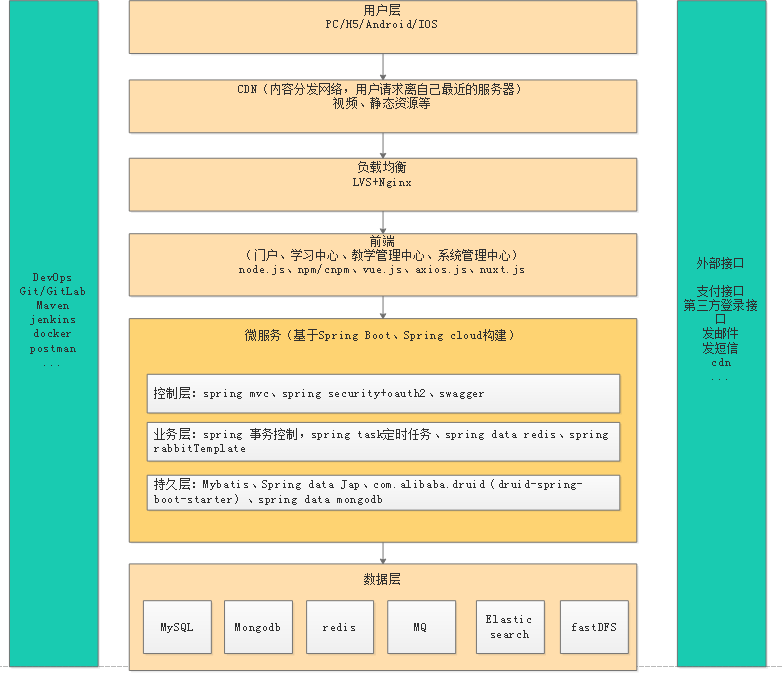 用户层
PC/H5/Android/IOS
CDN（内容分发网络，用户请求离自己最近的服务器）
视频、静态资源等
负载均衡
LVS+Nginx
前端
（门户、学习中心、教学管理中心、系统管理中心）
node.js、npm/cnpm、vue.js、axios.js、nuxt.js
微服务（基于Spring Boot、Spring cloud构建）
控制层：spring mvc、spring security+oauth2、swagger
业务层：spring 事务控制，spring task定时任务、spring data redis、spring
rabbitTemplate
持久层：Mybatis、Spring data Jap、com.alibaba.druid（druid-spring-
boot-starter）、spring data mongodb
数据层
MySQL
Mongodb
redis
MQ
Elastic
search
fastDFS
DevOps
Git/GitLab
Maven
jenkins
docker
postman
...
外部接口
支付接口
第三方登录接
口
发邮件
发短信
cdn
...